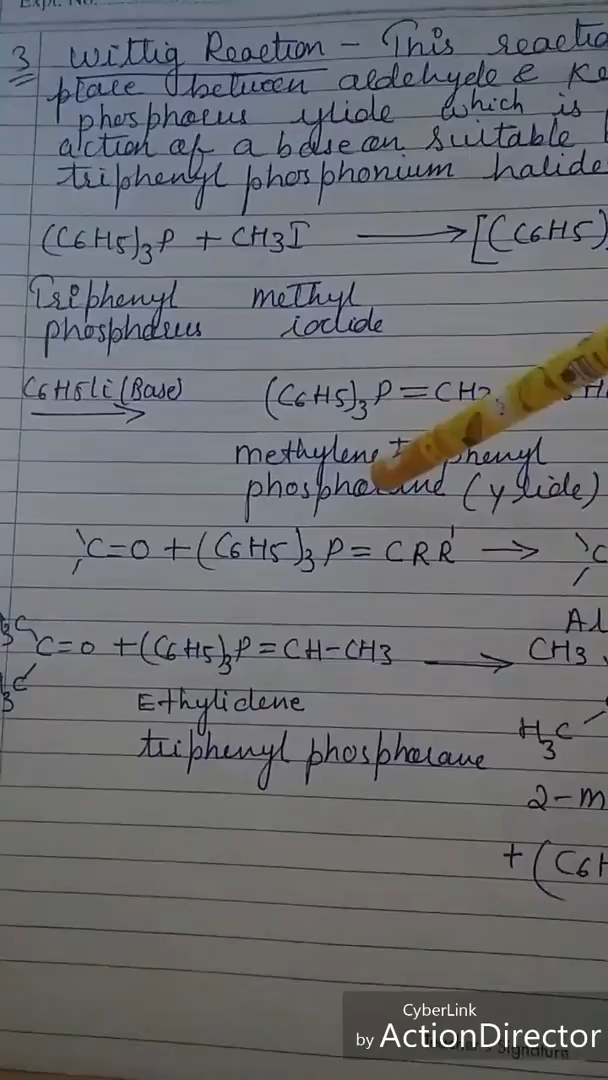 3 Wittig Reaction - This reactio
place between aldehyde & Ke
phosphorus ylide which is
action of a base on suitable
triphenyl phosphonium halide
(C6H5)3P + CH3I ⟶ [(C6H5)
Triphenyl methyl
phosphorus iodide
C6H5Li (Base) (C6H5)3P = CH2
methylene phenyl
phosphorane (ylide)
C=O + (C6H5)3P = CRR' ⟶ C
Al
C=O + (C6H5)3P = CH-CH3 ⟶ CH3
Ethylidene
H3C
triphenyl phosphorane
2-m
+ (C6H
CyberLink
by ActionDirector